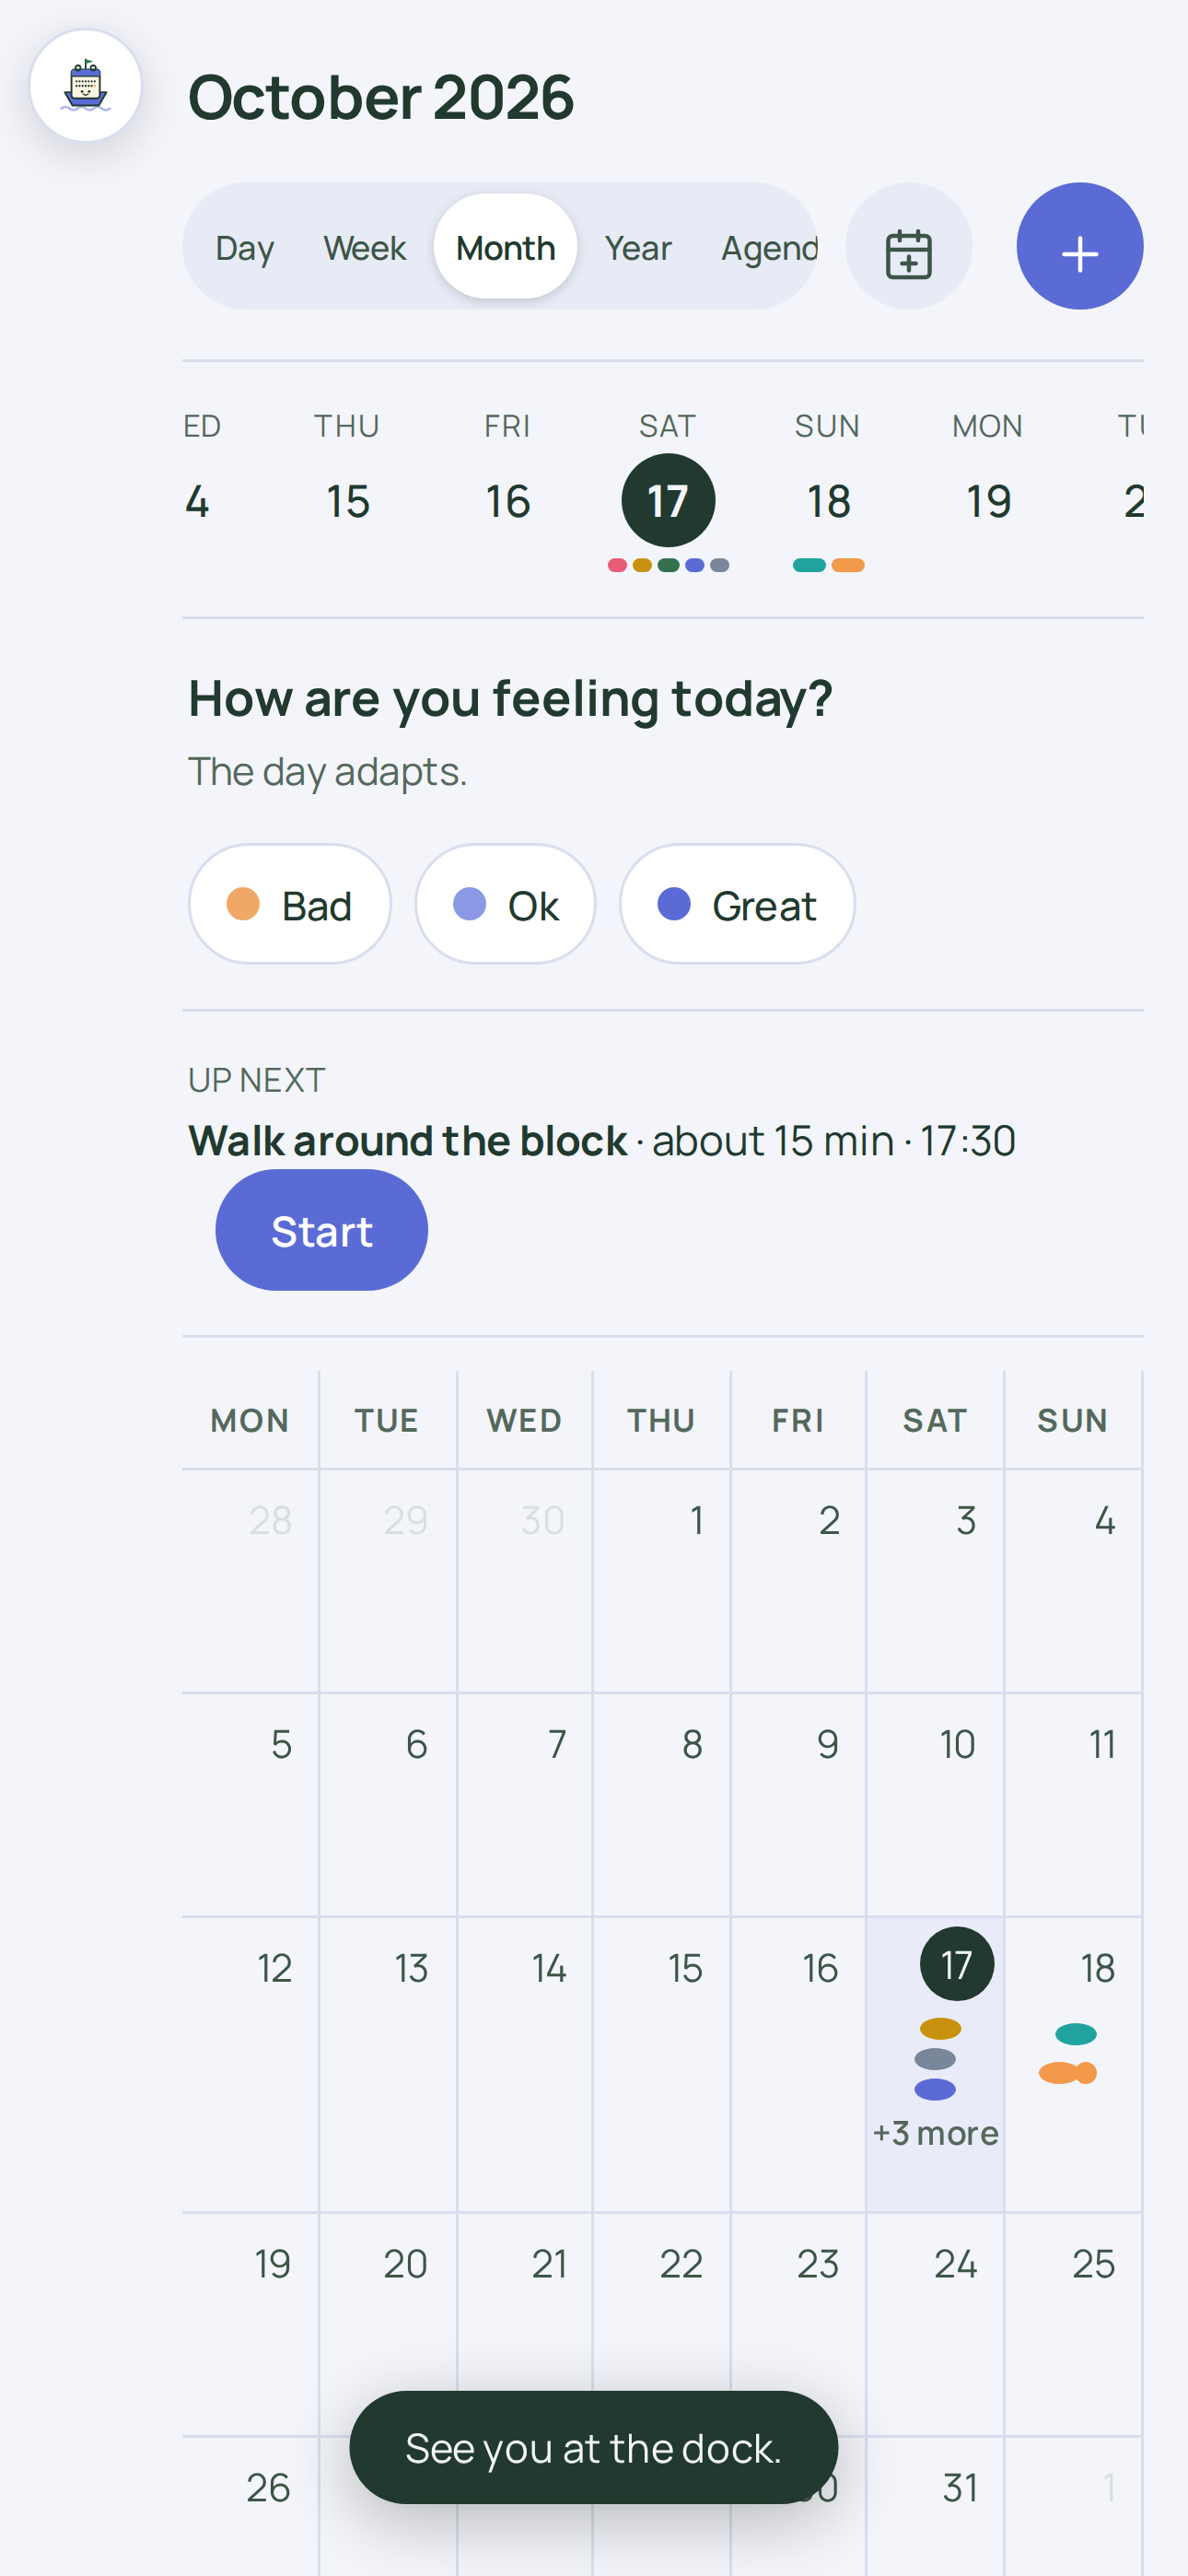 October 2026
Day Week Month Year Agend
ED THU FRI SAT SUN MON TU
4 15 16 17 18 19 2
How are you feeling today?
The day adapts.
Bad Ok Great
UP NEXT
Walk around the block · about 15 min · 17:30
Start
MON TUE WED THU FRI SAT SUN
28 29 30 1 2 3 4
5 6 7 8 9 10 11
12 13 14 15 16 17 18
+3 more
19 20 21 22 23 24 25
See you at the dock.
26 31 1